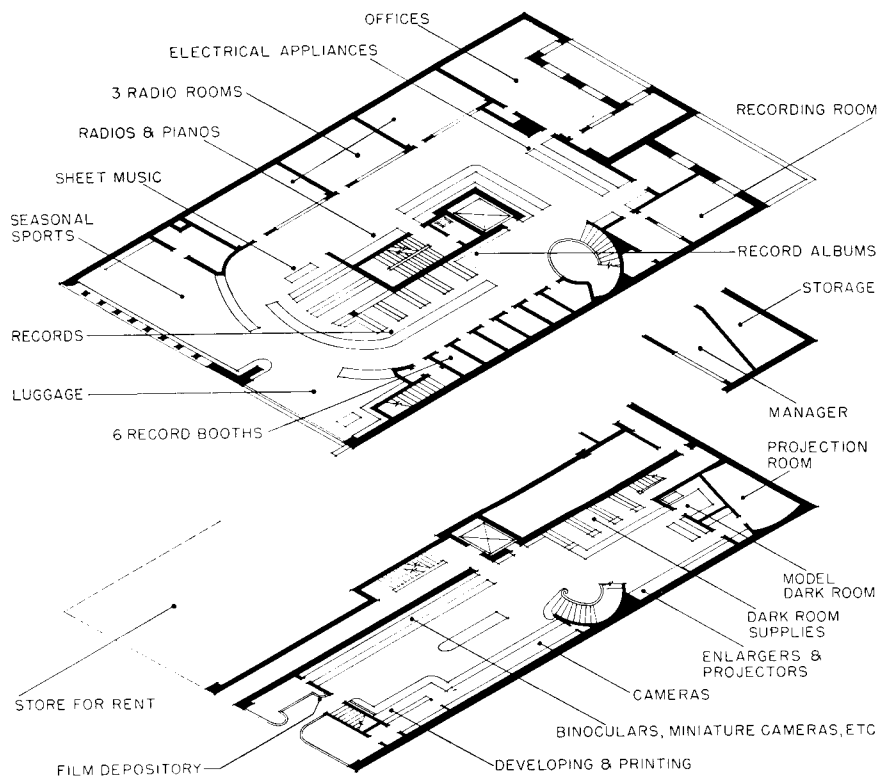 OFFICES
ELECTRICAL APPLIANCES
3 RADIO ROOMS
RADIOS & PIANOS
SHEET MUSIC
SEASONAL
SPORTS
RECORDING ROOM
RECORD ALBUMS
STORAGE
RECORDS
LUGGAGE
6 RECORD BOOTHS
MANAGER
PROJECTION
ROOM
MODEL
DARK ROOM
DARK ROOM
SUPPLIES
ENLARGERS &
PROJECTORS
CAMERAS
STORE FOR RENT
BINOCULARS, MINIATURE CAMERAS, ETC
FILM DEPOSITORY
DEVELOPING & PRINTING